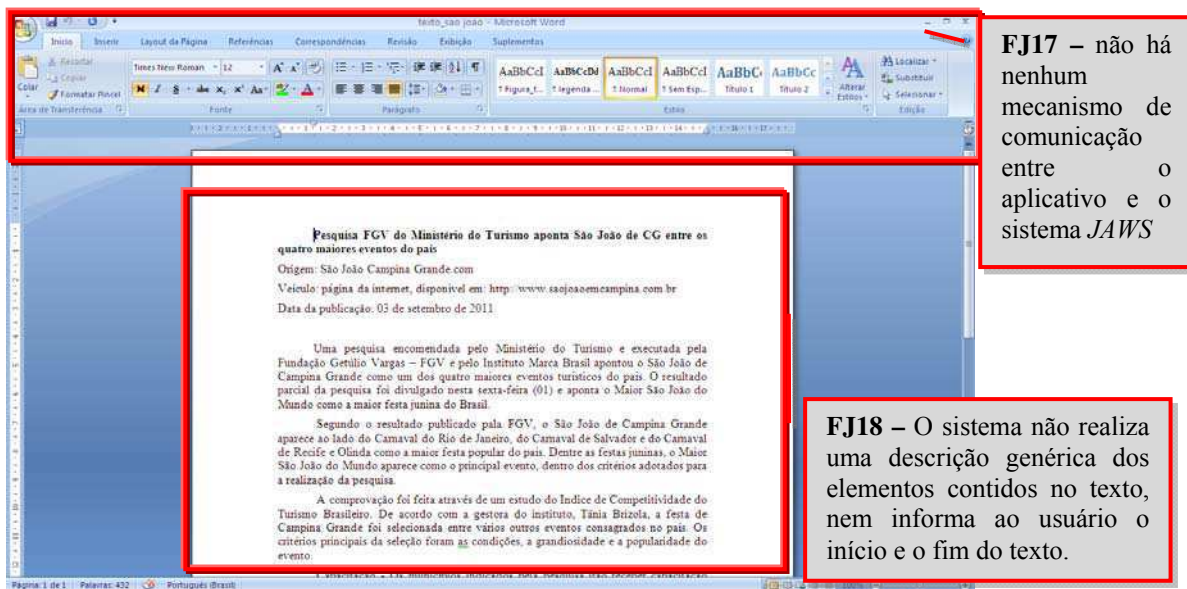 texto_sao joao - Microsoft Word
Início Inserir Layout da Página Referências Correspondências Revisão Exibição Suplementos
Colar
Recortar
Copiar
Formatar Pincel
Times New Roman 12
AaBbCcI AaBbCcDd AaBbCcI AaBbCcI AaBbC AaBbCc
Figura_t... legenda ... Normal Sem Esp... Título 1 Título 2
Alterar
Estilos
Localizar
Substituir
Selecionar
Área de Transferência Fonte Parágrafo Estilo Edição
FJ17 – não há
nenhum
mecanismo de
comunicação
entre o
aplicativo e o
sistema JAWS
Pesquisa FGV do Ministério do Turismo aponta São João de CG entre os
quatro maiores eventos do país
Origem: São João Campina Grande.com
Veículo: página da internet, disponível em: http: www.saojoaoemcampina.com.br
Data da publicação: 03 de setembro de 2011
Uma pesquisa encomendada pelo Ministério do Turismo e executada pela
Fundação Getúlio Vargas – FGV e pelo Instituto Marca Brasil apontou o São João de
Campina Grande como um dos quatro maiores eventos turísticos do país. O resultado
parcial da pesquisa foi divulgado nesta sexta-feira (01) e aponta o Maior São João do
Mundo como a maior festa junina do Brasil.
Segundo o resultado publicado pala FGV, o São João de Campina Grande
aparece ao lado do Carnaval do Rio de Janeiro, do Carnaval de Salvador e do Carnaval
de Recife e Olinda como a maior festa popular do país. Dentre as festas juninas, o Maior
São João do Mundo aparece como o principal evento, dentro dos critérios adotados para
a realização da pesquisa.
A comprovação foi feita através de um estudo do Indice de Competitividade do
Turismo Brasileiro. De acordo com a gestora do instituto, Tânia Brizola, a festa de
Campina Grande foi selecionada entre vários outros eventos consagrados no país. Os
critérios principais da seleção foram as condições, a grandiosidade e a popularidade do
evento.
FJ18 – O sistema não realiza
uma descrição genérica dos
elementos contidos no texto,
nem informa ao usuário o
início e o fim do texto.
Página: 1 de 1 Palavras: 432 Português (Brasil) 100%